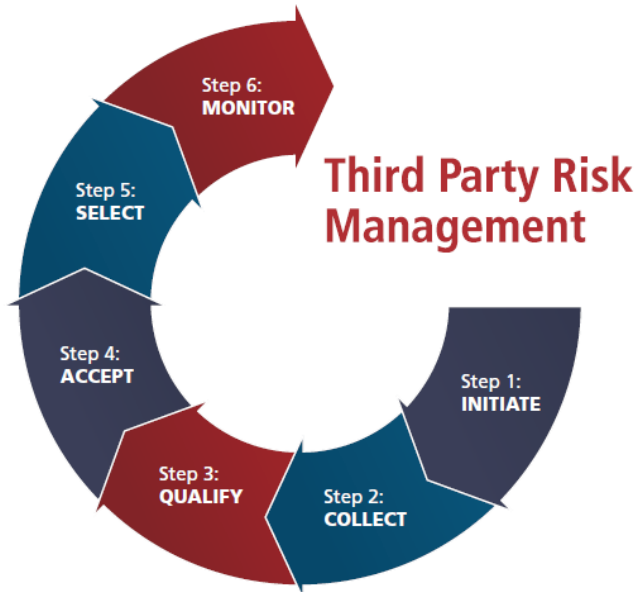 Third Party Risk
Management
Step 1:
INITIATE
Step 2:
COLLECT
Step 3:
QUALIFY
Step 4:
ACCEPT
Step 5:
SELECT
Step 6:
MONITOR